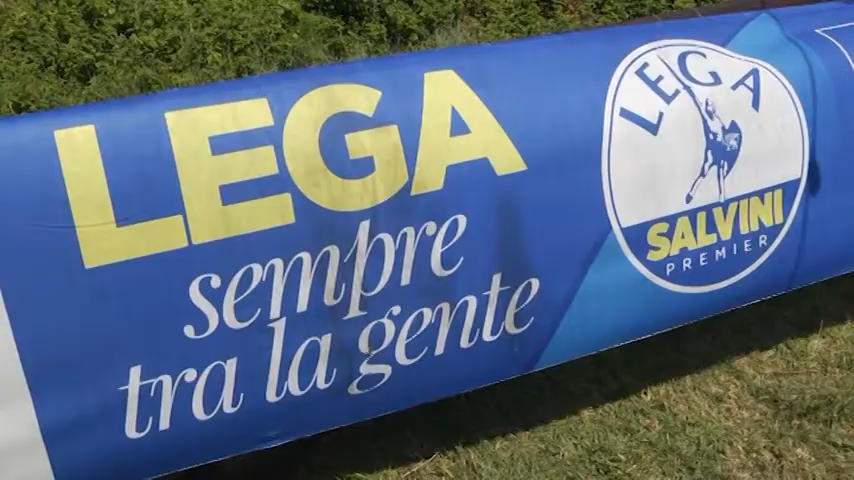 LEGA
sempre
tra la gente
LEGA
SALVINI
PREMIER